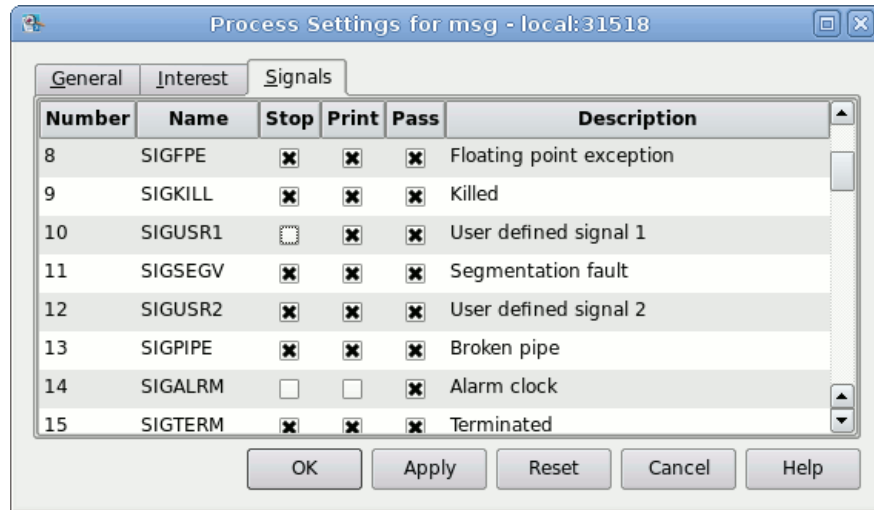 Process Settings for msg - local:31518
General Interest Signals
Number Name Stop Print Pass Description
8 SIGFPE Floating point exception
9 SIGKILL Killed
10 SIGUSR1 User defined signal 1
11 SIGSEGV Segmentation fault
12 SIGUSR2 User defined signal 2
13 SIGPIPE Broken pipe
14 SIGALRM Alarm clock
15 SIGTERM Terminated
OK Apply Reset Cancel Help